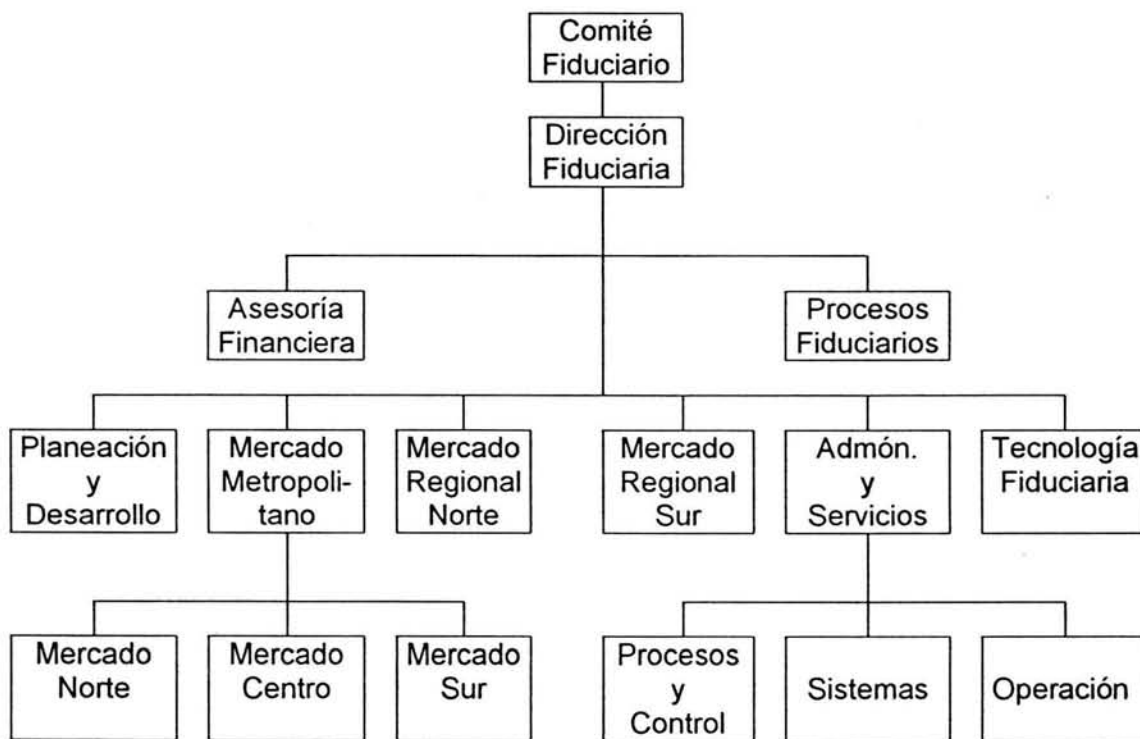 Comité
Fiduciario
Dirección
Fiduciaria
Asesoría
Financiera
Procesos
Fiduciarios
Planeación
y
Desarrollo
Mercado
Metropoli-
tano
Mercado
Regional
Norte
Mercado
Regional
Sur
Admón.
y
Servicios
Tecnología
Fiduciaria
Mercado
Norte
Mercado
Centro
Mercado
Sur
Procesos
y
Control
Sistemas
Operación